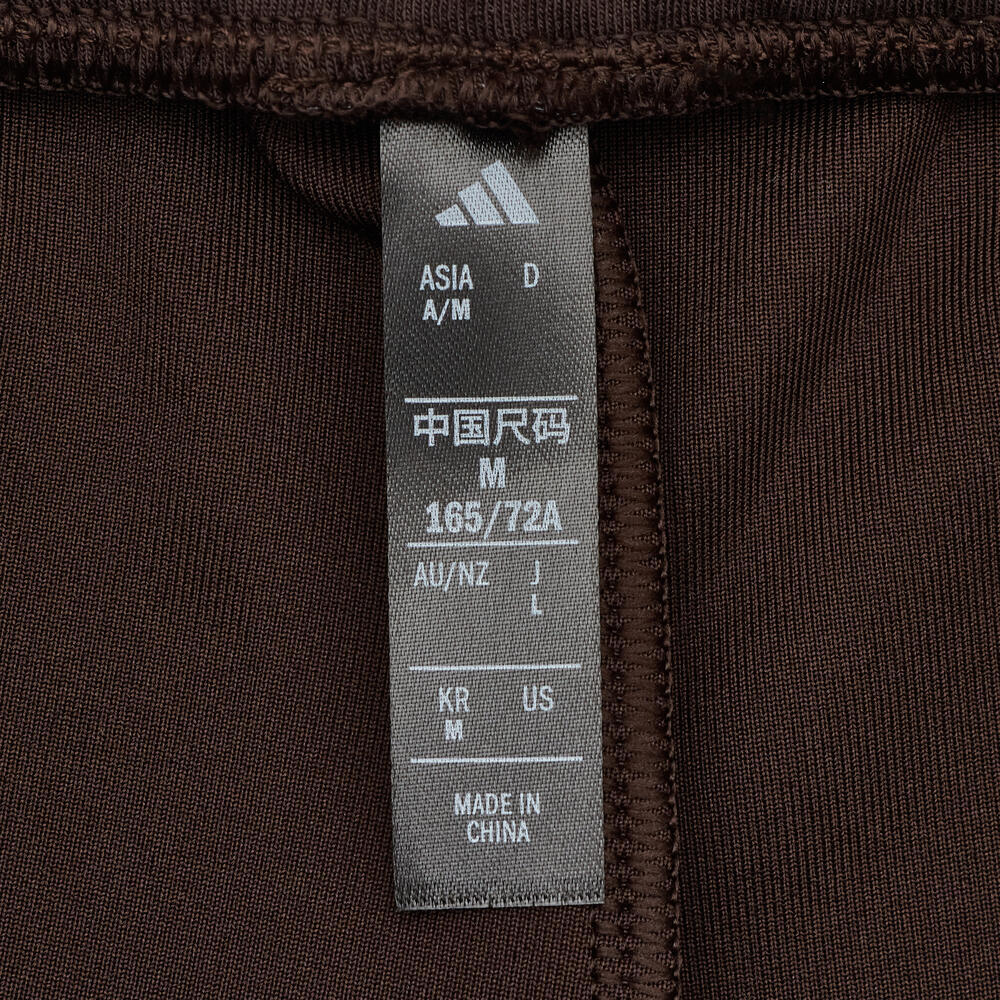 ASIA D
A/M
中国尺码
M
165/72A
AU/NZ J
L
KR US
M
MADE IN
CHINA